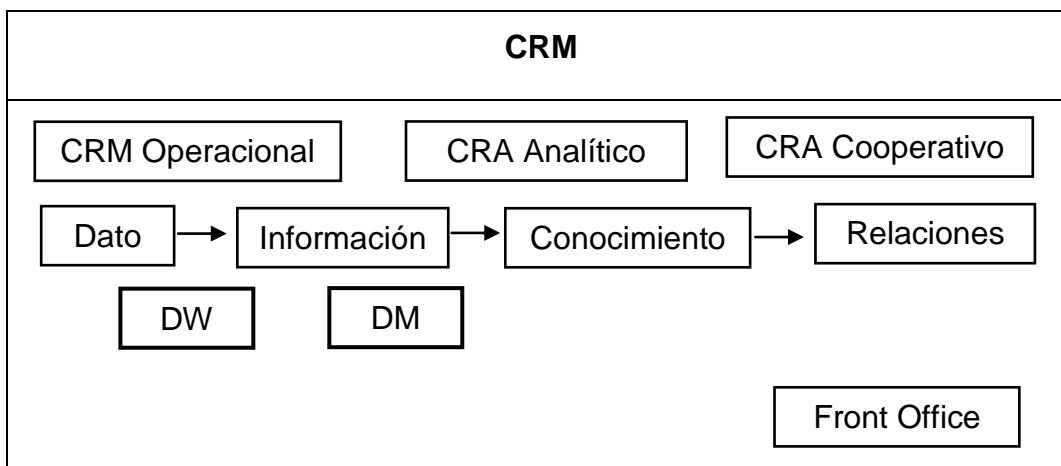 CRM
CRM Operacional
CRA Analítico
CRA Cooperativo
Dato
Información
Conocimiento
Relaciones
DW
DM
Front Office